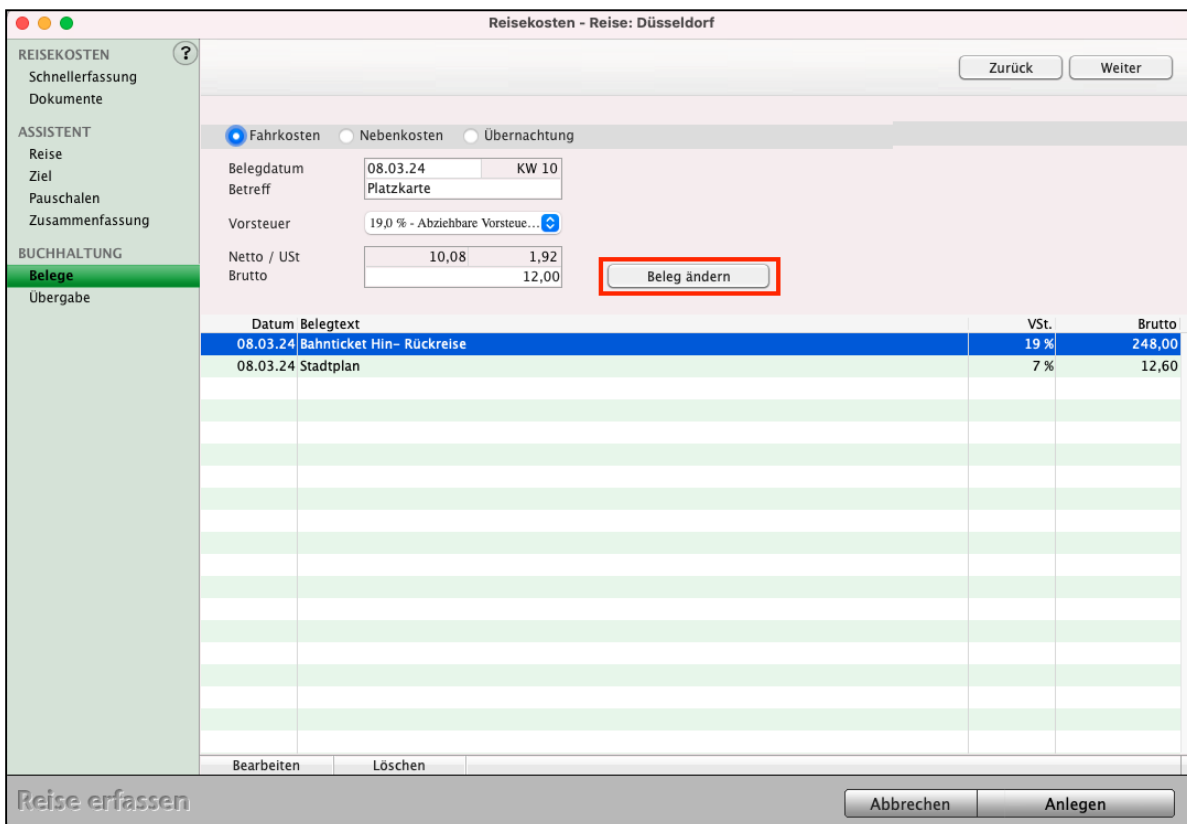 Reisekosten - Reise: Düsseldorf
REISEKOSTEN ?
Schnellerfassung
Dokumente
ASSISTENT
Reise
Ziel
Pauschalen
Zusammenfassung
BUCHHALTUNG
Belege
Übergabe
Zurück Weiter
Fahrkosten Nebenkosten Übernachtung
Belegdatum 08.03.24 KW 10
Betreff Platzkarte
Vorsteuer 19,0 % - Abziehbare Vorsteue...
Netto / USt 10,08 1,92
Brutto 12,00 Beleg ändern
Datum Belegtext VSt. Brutto
08.03.24 Bahnticket Hin- Rückreise 19 % 248,00
08.03.24 Stadtplan 7 % 12,60
Bearbeiten Löschen
Reise erfassen Abbrechen Anlegen